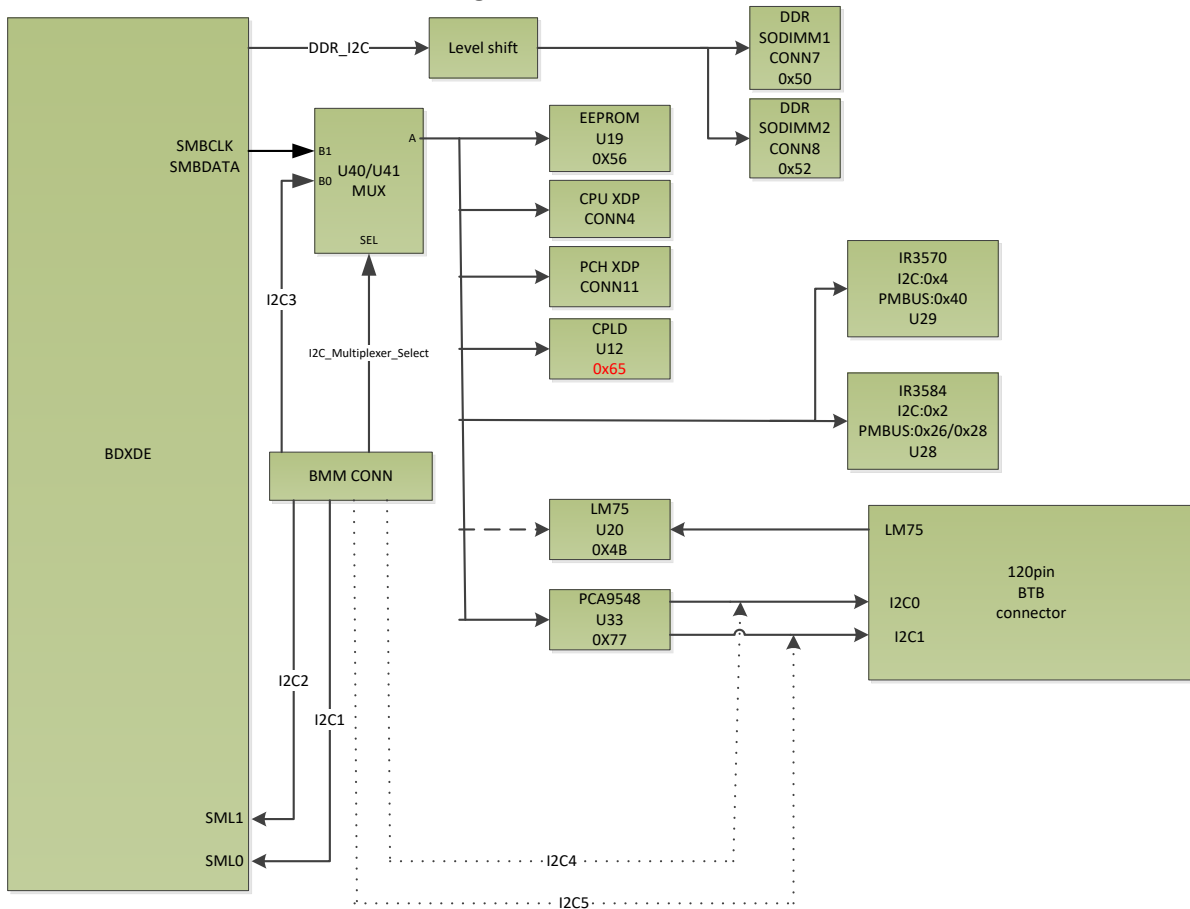 DDR_I2C
Level shift
DDR
SODIMM1
CONN7
0x50
DDR
SODIMM2
CONN8
0x52
SMBCLK
SMBDATA
B1
B0
A
U40/U41
MUX
SEL
EEPROM
U19
0X56
CPU XDP
CONN4
PCH XDP
CONN11
CPLD
U12
0x65
IR3570
I2C:0x4
PMBUS:0x40
U29
IR3584
I2C:0x2
PMBUS:0x26/0x28
U28
I2C3
I2C_Multiplexer_Select
BDXDE
BMM CONN
LM75
U20
0X4B
PCA9548
U33
0X77
LM75
120pin
BTB
connector
I2C0
I2C1
I2C2
I2C1
SML1
SML0
I2C4
I2C5